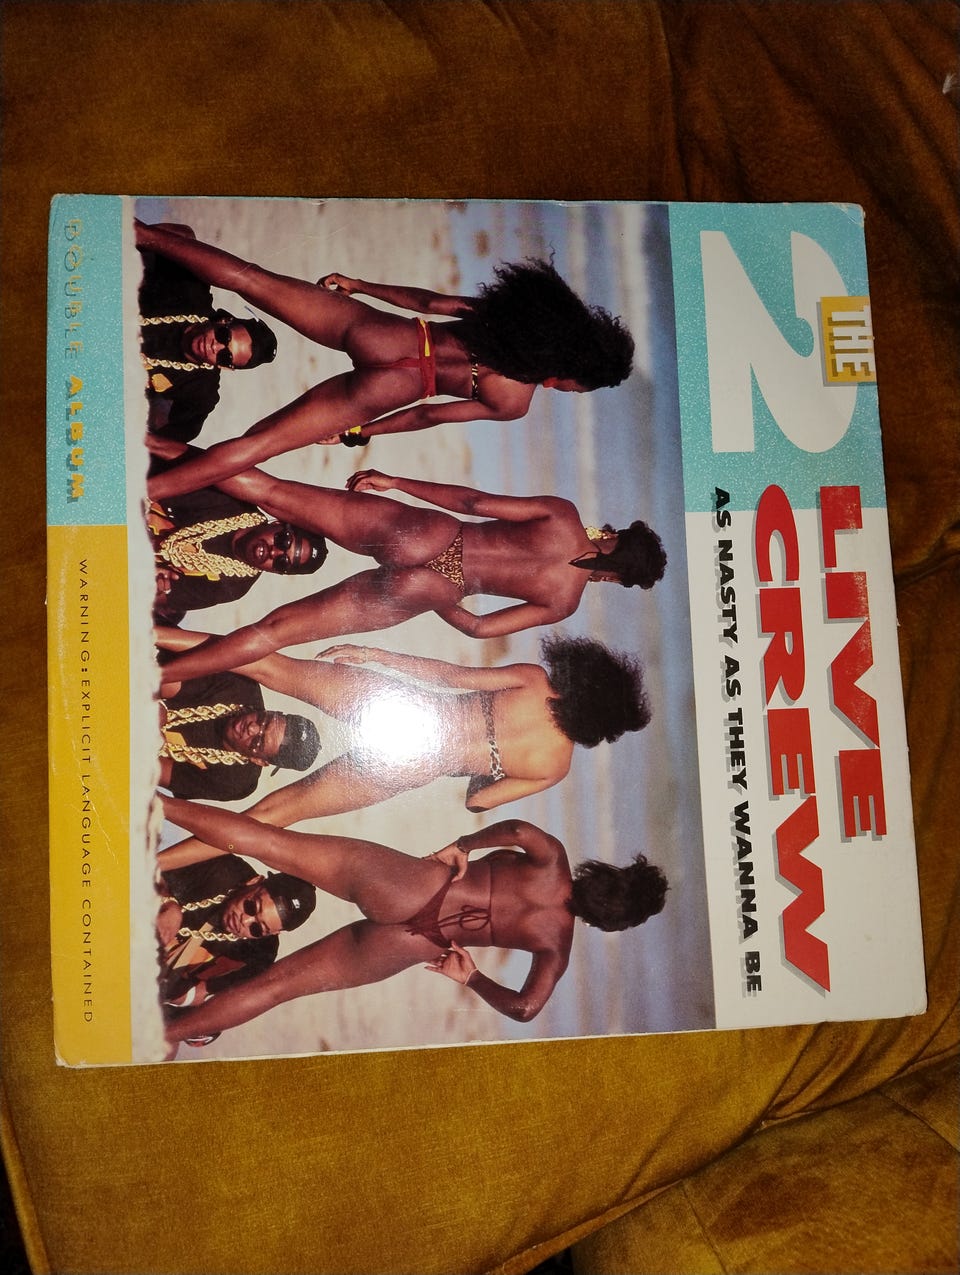 THE
2 LIVE
CREW
AS NASTY AS THEY WANNA BE
DOUBLE ALBUM
WARNING: EXPLICIT LANGUAGE CONTAINED